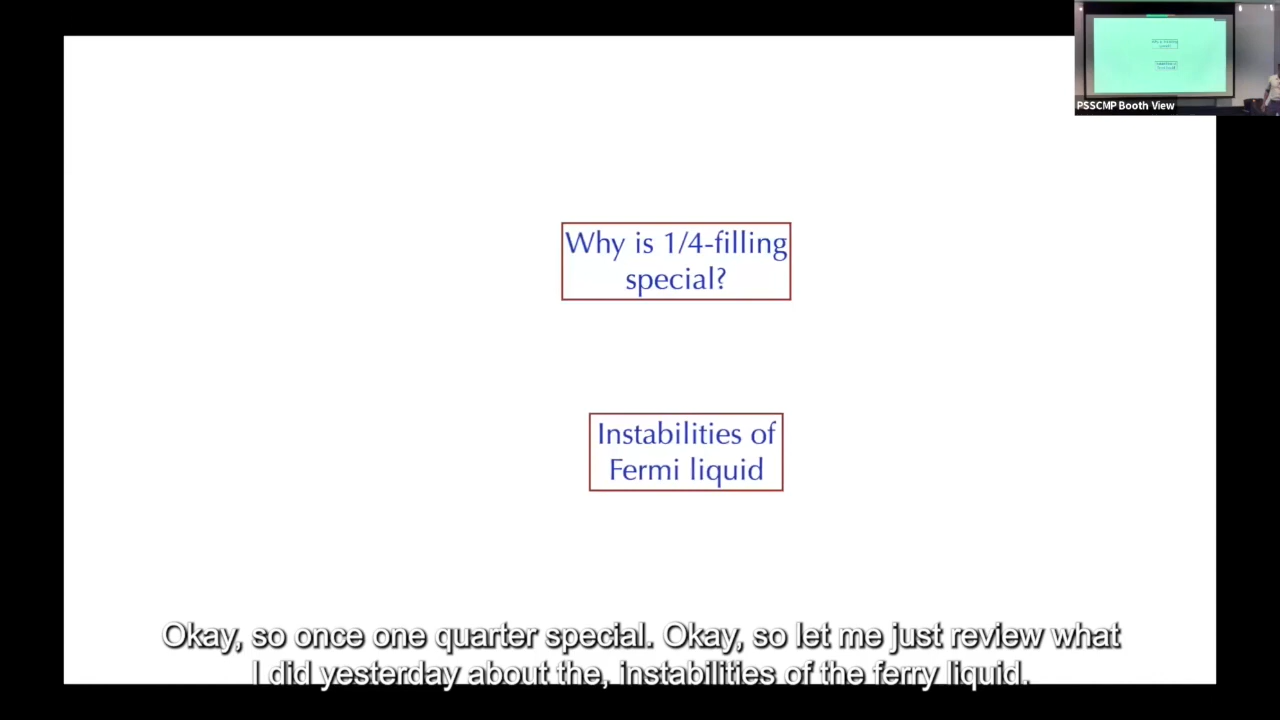 PSSCMP Booth View
Why is 1/4-filling
special?
Instabilities of
Fermi liquid
Okay, so once one quarter special. Okay, so let me just review what
I did yesterday about the, instabilities of the ferry liquid.